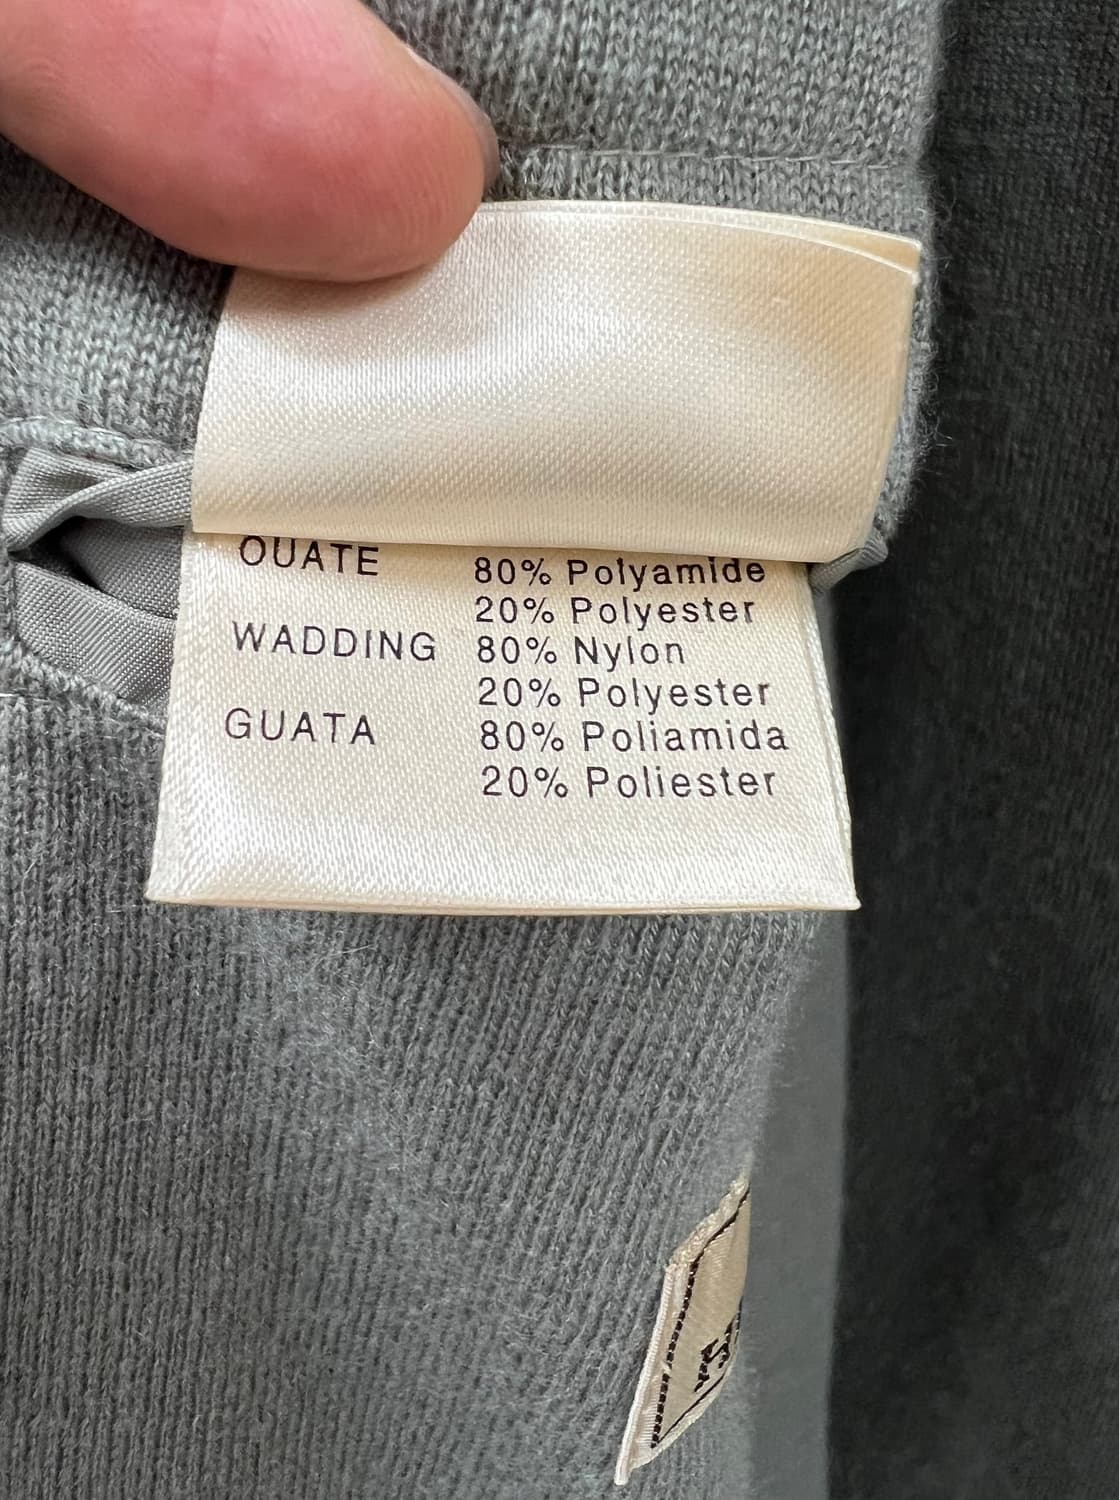 OUATE 80% Polyamide
20% Polyester
WADDING 80% Nylon
20% Polyester
GUATA 80% Poliamida
20% Poliester